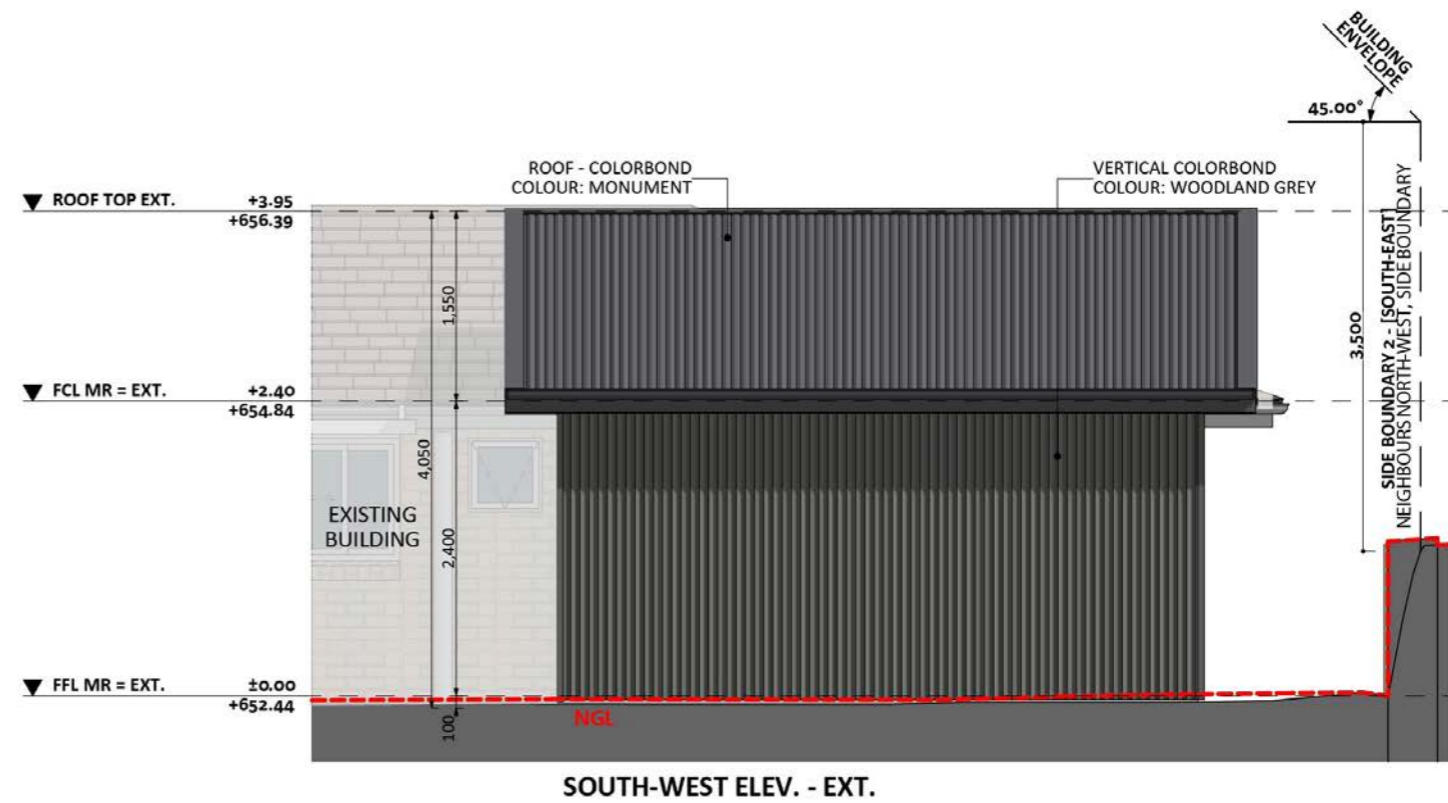 BUILDING
ENVELOPE
45.00°
ROOF - COLORBOND
COLOUR: MONUMENT
VERTICAL COLORBOND
COLOUR: WOODLAND GREY
ROOF TOP EXT.
+3.95
+656.39
1,550
3,500
SIDE BOUNDARY 2 - [SOUTH-EAST]
NEIGHBOURS NORTH-WEST, SIDE BOUNDARY
FCL MR = EXT.
+2.40
+654.84
4,050
EXISTING
BUILDING
2,400
FFL MR = EXT.
±0.00
+652.44
100
NGL
SOUTH-WEST ELEV. - EXT.